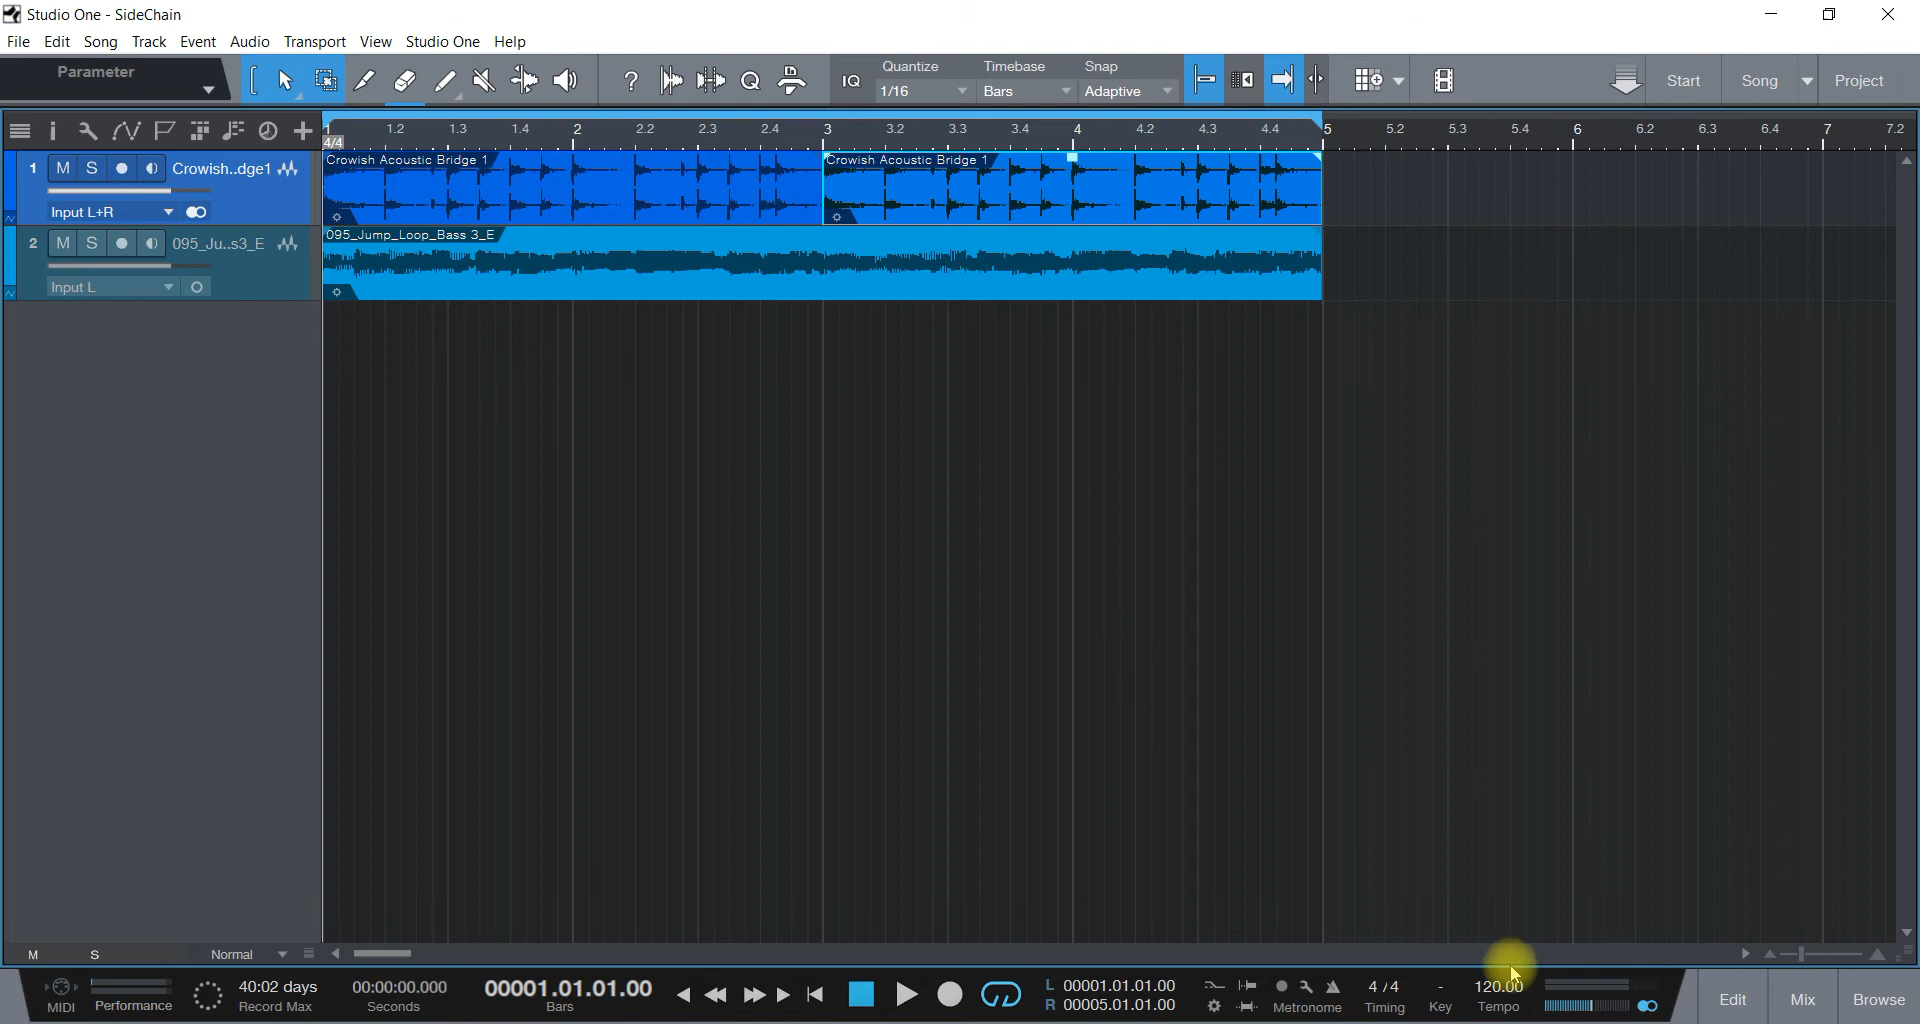 Studio One - SideChain
File Edit Song Track Event Audio Transport View Studio One Help
Parameter
?
IQ
Quantize Timebase Snap
1/16 Bars Adaptive
Start Song Project
1 1.2 1.3 1.4 2 2.2 2.3 2.4 3 3.2 3.3 3.4 4 4.2 4.3 4.4 5 5.2 5.3 5.4 6 6.2 6.3 6.4 7 7.2
4/4
1 M S Crowish..dge1
Input L+R
Crowish Acoustic Bridge 1 Crowish Acoustic Bridge 1
2 M S 095_Ju..s3_E
Input L
095_Jump_Loop_Bass 3_E
M S Normal
MIDI Performance
40:02 days
Record Max
00:00:00.000
Seconds
00001.01.01.00
Bars
L 00001.01.01.00
R 00005.01.01.00
Metronome
4 / 4
Timing
-
Key
120.00
Tempo
Edit Mix Browse